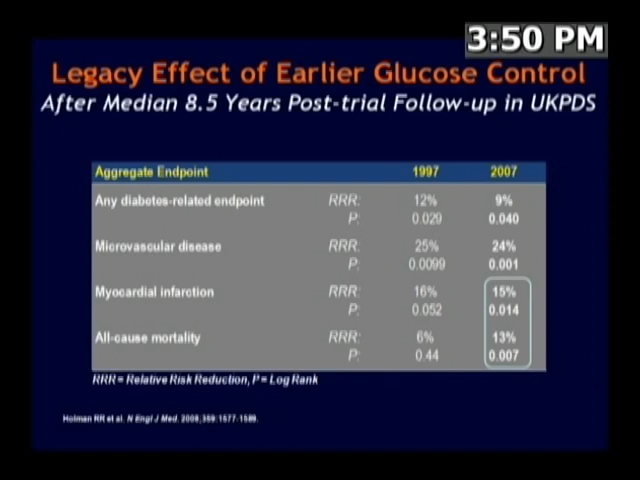 3:50 PM
Legacy Effect of Earlier Glucose Control
After Median 8.5 Years Post-trial Follow-up in UKPDS
Aggregate Endpoint 1997 2007
Any diabetes-related endpoint RRR: 12% 9%
P: 0.029 0.040
Microvascular disease RRR: 25% 24%
P: 0.0099 0.001
Myocardial infarction RRR: 16% 15%
P: 0.052 0.014
All-cause mortality RRR: 6% 13%
P: 0.44 0.007
RRR = Relative Risk Reduction, P = Log Rank
Holman RR et al. N Engl J Med. 2008;359:1577-1589.